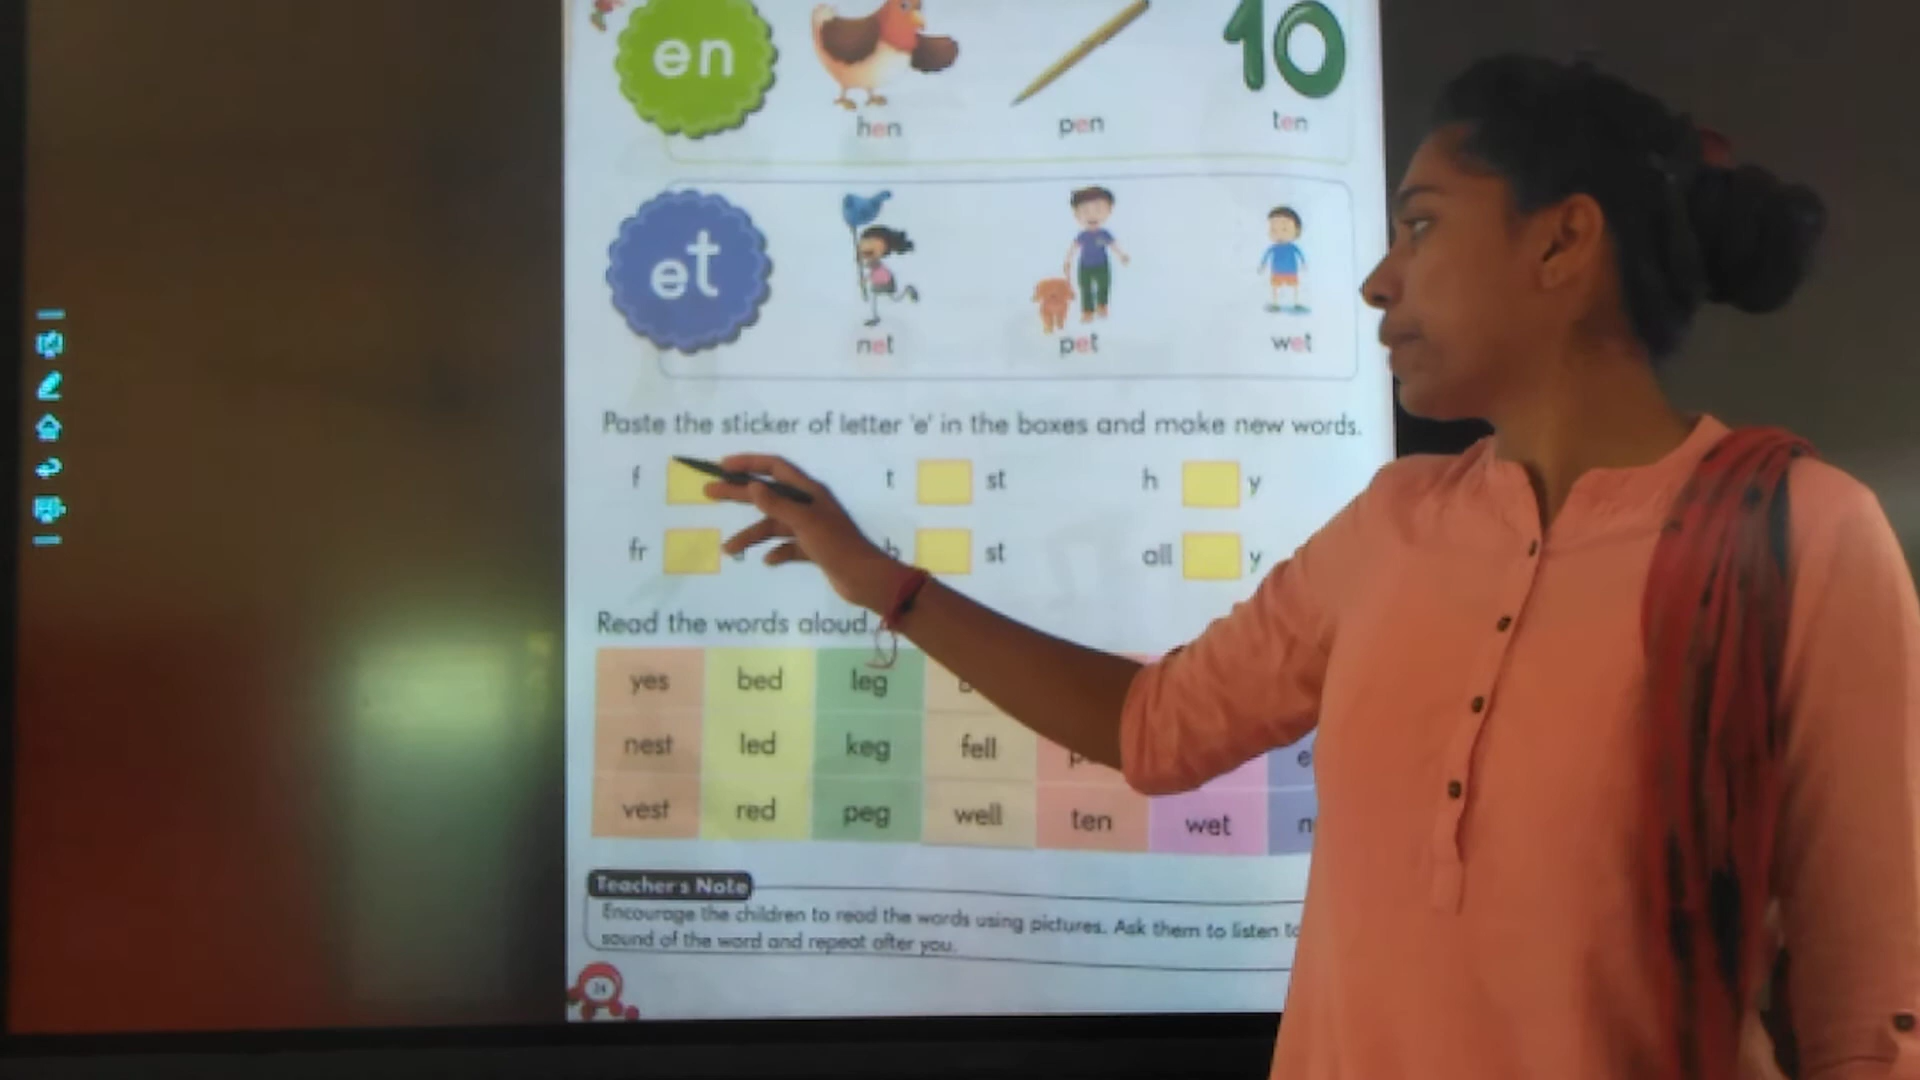 en
10
hen pen ten
et
net pet wet
Paste the sticker of letter 'e' in the boxes and make new words.
f t st h y
fr st all y
Read the words aloud.
yes bed leg
nest led keg fell
vest red peg well ten wet
Teacher's Note
Encourage the children to read the words using pictures. Ask them to listen
sound of the word and repeat after you.